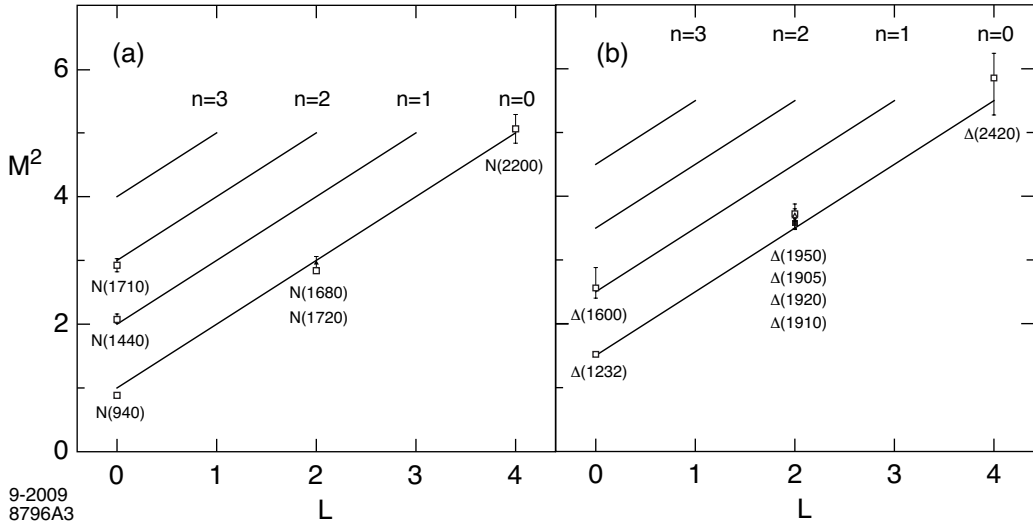 (a)
n=3 n=2 n=1 n=0
M²
6
4
2
0
N(2200)
N(1710)
N(1680)
N(1720)
N(1440)
N(940)
0 1 2 3 4
L
(b)
n=3 n=2 n=1 n=0
Δ(2420)
Δ(1950)
Δ(1905)
Δ(1920)
Δ(1910)
Δ(1600)
Δ(1232)
0 1 2 3 4
L
9-2009
8796A3